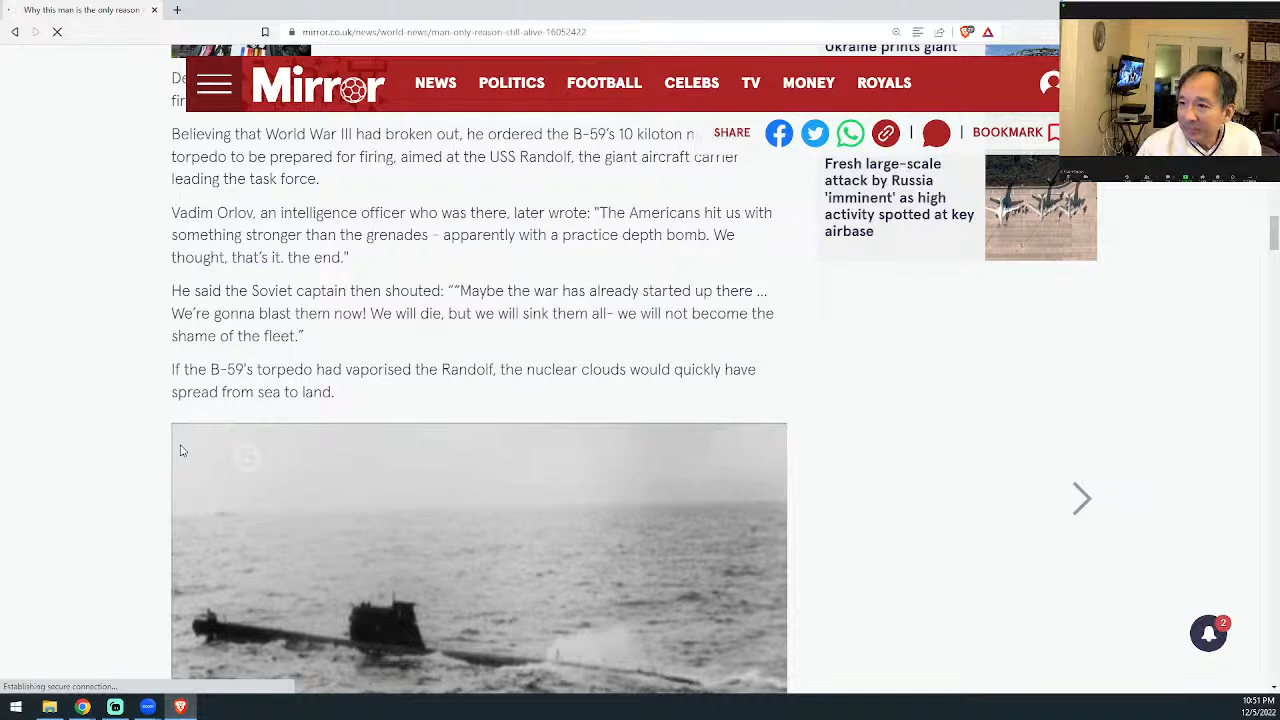 Why this man is the only reason
mirror.co.uk/news/world-news/man-only-reason-still-alive-11452422
Ukraine prints giant
Mirror
NEWS
POLITICS
FOOTBALL
CELEBS
TV
MONEY
ROYALS
SHARE
BOOKMARK
Believing that World War III had broken out, he ordered the B-59's 10 kiloton n
torpedo to be prepared for firing, aimed at the USS Randolf, the giant aircraft carrier
leading the task force.
Vadim Orlov, an intelligence officer who was there, later wrote: "The Americans hit us with
something stronger than the grenades - apparently with a practice depth bomb. We
thought, that's it. the end."
He said the Soviet captain then shouted: ““Maybe the war has already started up there ...
We’re gonna blast them now! We will die, but we will sink them all- we will not become the
shame of the fleet.”
If the B-59's torpedo had vaporised the Randolf, the nuclear clouds would quickly have
spread from sea to land.
Fresh large-scale
attack by Russia
'imminent' as high
activity spotted at key
airbase
2
Establishing secure connection...
10:51 PM
12/5/2022